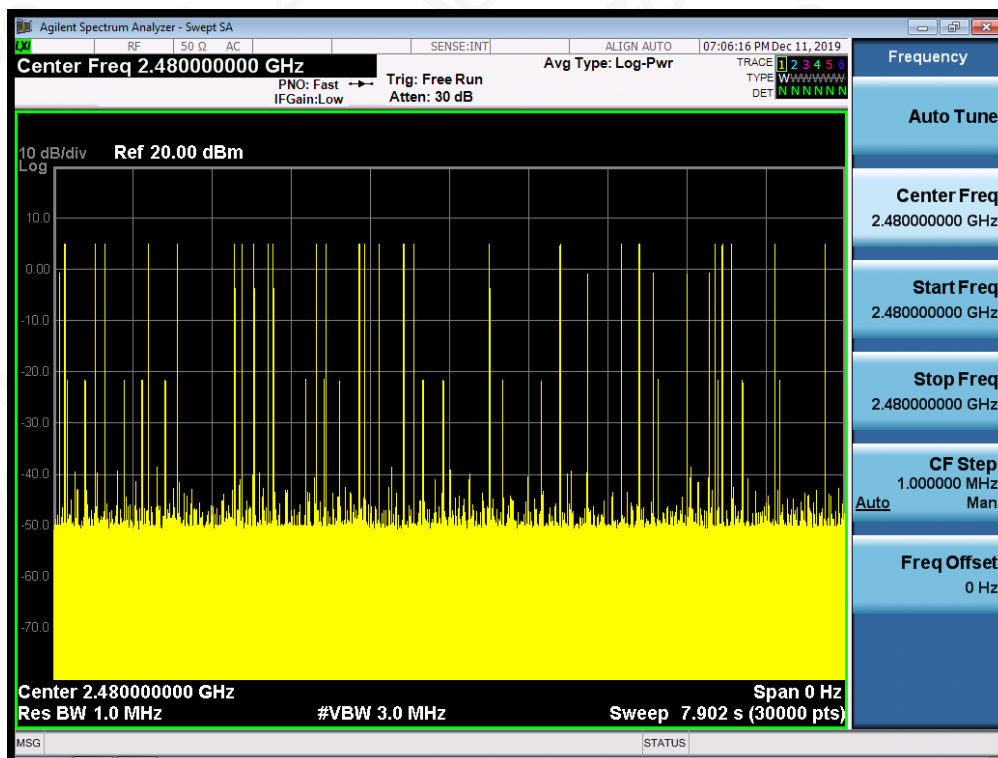 Agilent Spectrum Analyzer - Swept SA
LXI RF 50 Ω AC SENSE:INT ALIGN AUTO 07:06:16 PM Dec 11, 2019
Center Freq 2.480000000 GHz
PNO: Fast
IFGain:Low
Trig: Free Run
Atten: 30 dB
Avg Type: Log-Pwr
TRACE 1 2 3 4 5 6
TYPE WWWWWW
DET N N N N N N
10 dB/div Ref 20.00 dBm
Log
10.0
0.00
-10.0
-20.0
-30.0
-40.0
-50.0
-60.0
-70.0
Center 2.480000000 GHz Span 0 Hz
Res BW 1.0 MHz #VBW 3.0 MHz Sweep 7.902 s (30000 pts)
MSG STATUS
Frequency
Auto Tune
Center Freq
2.480000000 GHz
Start Freq
2.480000000 GHz
Stop Freq
2.480000000 GHz
CF Step
1.000000 MHz
Auto Man
Freq Offset
0 Hz